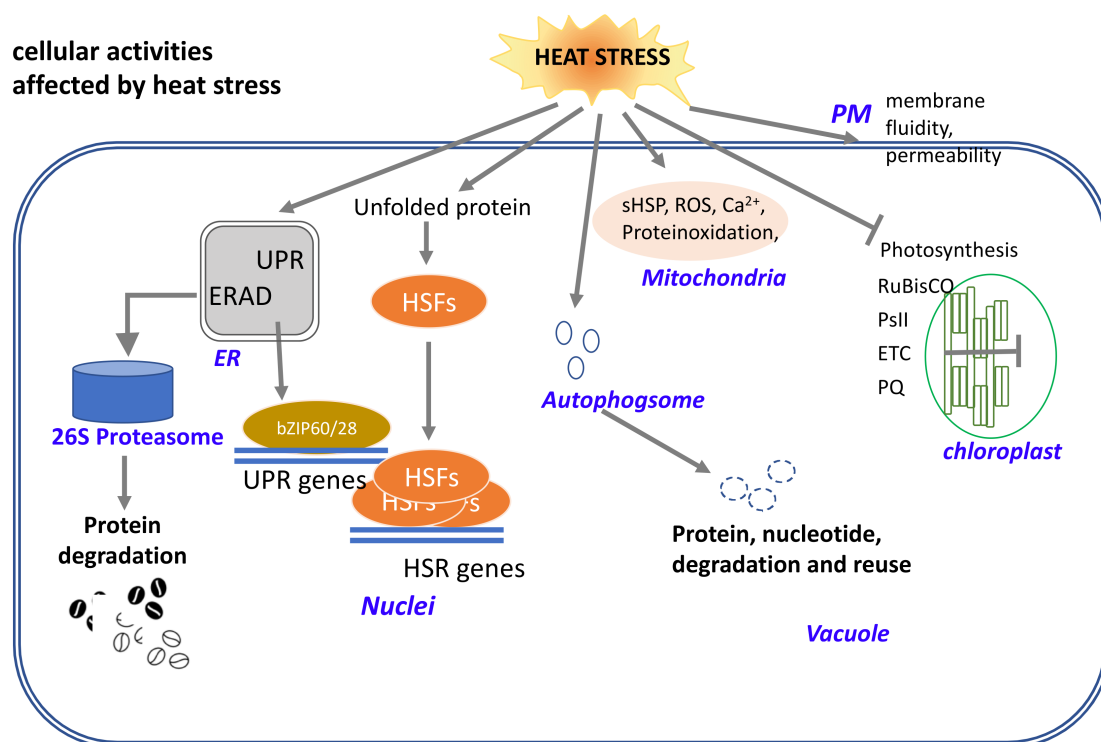 cellular activities
affected by heat stress
HEAT STRESS
PM
membrane
fluidity,
permeability
Unfolded protein
sHSP, ROS, Ca²⁺,
Proteinoxidation,
Mitochondria
UPR
ERAD
ER
HSFs
Photosynthesis
RuBisCO
PsII
ETC
PQ
chloroplast
Autophogsome
26S Proteasome
bZIP60/28
UPR genes
HSFs
HSFs
s
HSR genes
Nuclei
Protein
degradation
Protein, nucleotide,
degradation and reuse
Vacuole